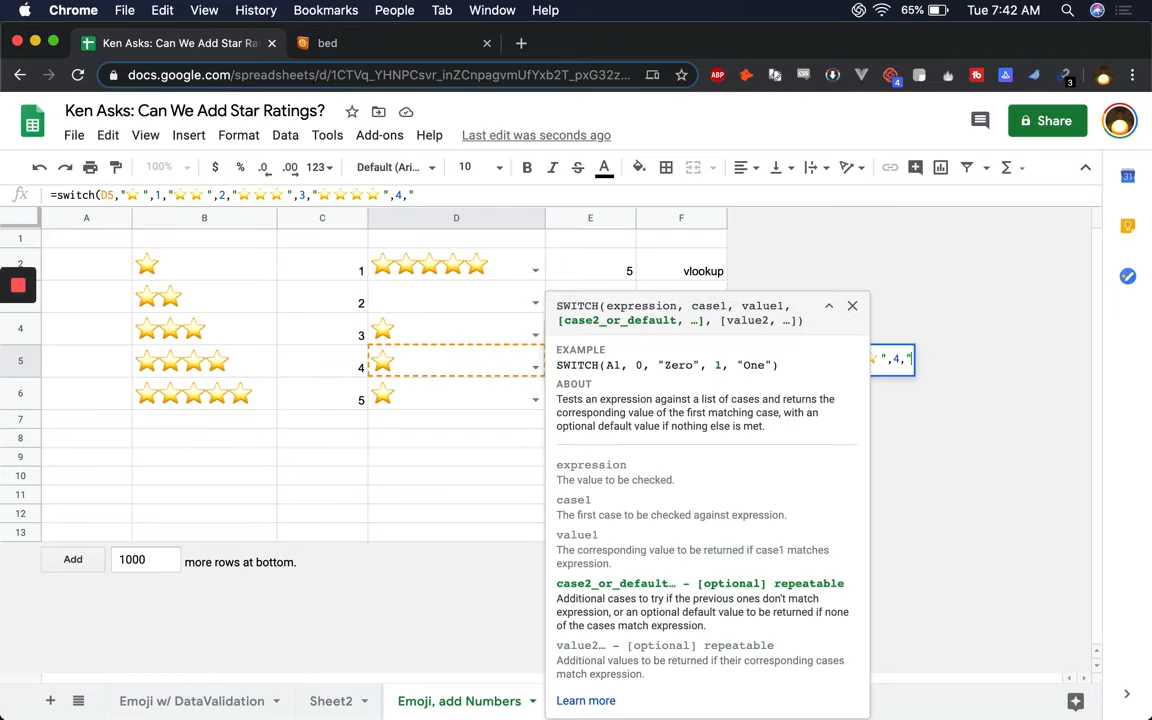 Chrome File Edit View History Bookmarks People Tab Window Help 65% Tue 7:42 AM
Ken Asks: Can We Add Star Ra
bed
docs.google.com/spreadsheets/d/1CTVq_YHNPCsvr_inZCnpagvmUfYxb2T_pxG32z...
ABP 4 3
Ken Asks: Can We Add Star Ratings?
Share
File Edit View Insert Format Data Tools Add-ons Help Last edit was seconds ago
100% $ % .0 .00 123 Default (Ari... 10 B I S A
fx =switch(D5,"⭐",1,"⭐⭐",2,"⭐⭐⭐",3,"⭐⭐⭐⭐",4,"
A B C D E F
1
2 ⭐ 1 ⭐⭐⭐⭐⭐ 5 vlookup
⭐⭐ 2
4 ⭐⭐⭐ 3 ⭐
5 ⭐⭐⭐⭐ 4 ⭐ ",4,"
6 ⭐⭐⭐⭐⭐ 5 ⭐
7
8
9
10
11
12
13
Add 1000 more rows at bottom.
SWITCH(expression, case1, value1,
[case2_or_default, …], [value2, …])
EXAMPLE
SWITCH(A1, 0, "Zero", 1, "One")
ABOUT
Tests an expression against a list of cases and returns the
corresponding value of the first matching case, with an
optional default value if nothing else is met.
expression
The value to be checked.
case1
The first case to be checked against expression.
value1
The corresponding value to be returned if case1 matches
expression.
case2_or_default… - [optional] repeatable
Additional cases to try if the previous ones don't match
expression, or an optional default value to be returned if none
of the cases match expression.
value2… - [optional] repeatable
Additional values to be returned if their corresponding cases
match expression.
Learn more
Emoji w/ DataValidation Sheet2 Emoji, add Numbers